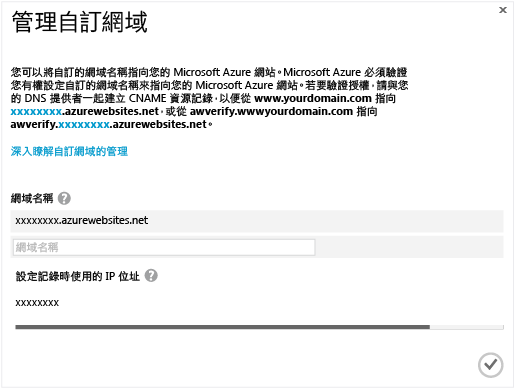 管理自訂網域
您可以將自訂的網域名稱指向您的 Microsoft Azure 網站。Microsoft Azure 必須驗證
您有權設定自訂的網域名稱來指向您的 Microsoft Azure 網站。若要驗證授權，請與您
的 DNS 提供者一起建立 CNAME 資源記錄，以便從 www.yourdomain.com 指向
xxxxxxxx.azurewebsites.net，或從 awverify.wwwyourdomain.com 指向
awverify.xxxxxxxx.azurewebsites.net。
深入瞭解自訂網域的管理
網域名稱 ?
xxxxxxxx.azurewebsites.net
網域名稱
設定記錄時使用的 IP 位址 ?
xxxxxxxx